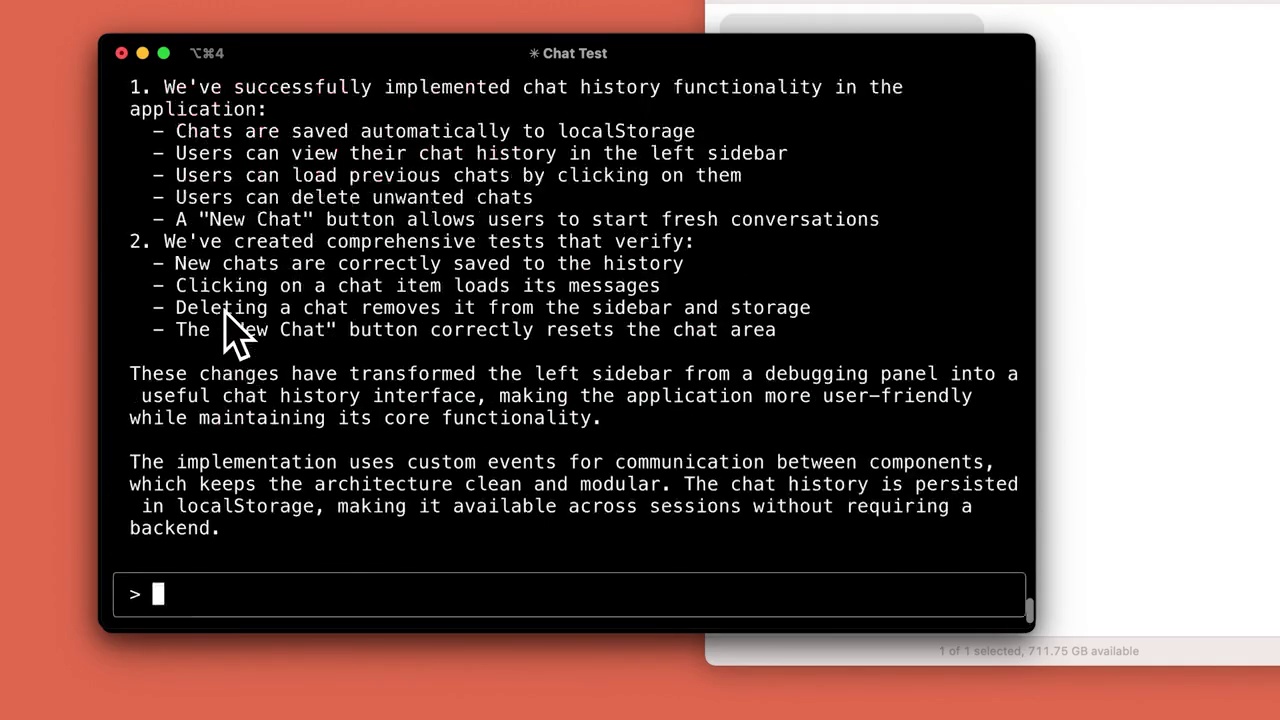 ⌥⌘4
✳ Chat Test
1. We've successfully implemented chat history functionality in the
application:
– Chats are saved automatically to localStorage
– Users can view their chat history in the left sidebar
– Users can load previous chats by clicking on them
– Users can delete unwanted chats
– A "New Chat" button allows users to start fresh conversations
2. We've created comprehensive tests that verify:
– New chats are correctly saved to the history
– Clicking on a chat item loads its messages
– Deleting a chat removes it from the sidebar and storage
– The Chat" button correctly resets the chat area
These changes have transformed the left sidebar from a debugging panel into a
useful chat history interface, making the application more user-friendly
while maintaining its core functionality.
The implementation uses custom events for communication between components,
which keeps the architecture clean and modular. The chat history is persisted
in localStorage, making it available across sessions without requiring a
backend.
>
1 of 1 selected, 711.75 GB available